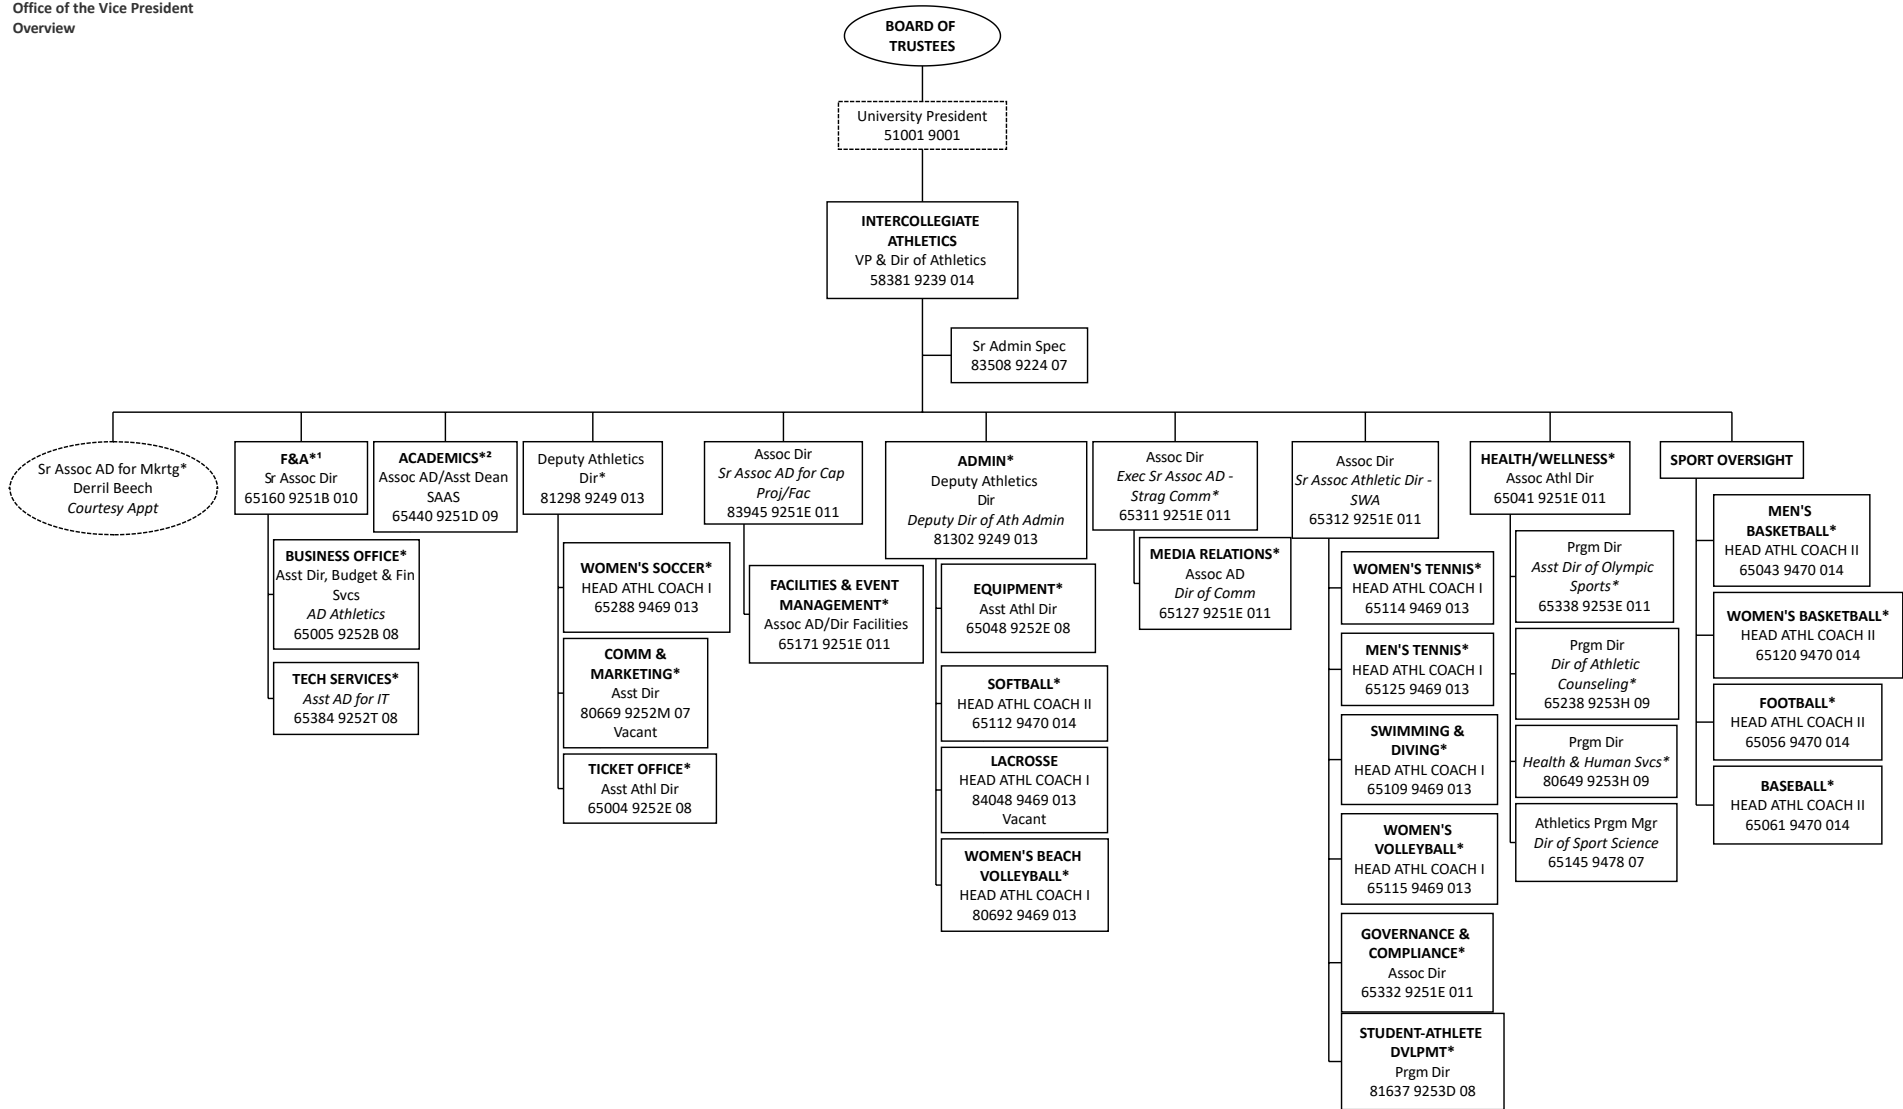 Office of the Vice President
Overview
BOARD OF
TRUSTEES
University President
51001 9001
INTERCOLLEGIATE
ATHLETICS
VP & Dir of Athletics
58381 9239 014
Sr Admin Spec
83508 9224 07
Sr Assoc AD for Mkrtg*
Derril Beech
Courtesy Appt
F&A*¹
Sr Assoc Dir
65160 9251B 010
BUSINESS OFFICE*
Asst Dir, Budget & Fin
Svcs
AD Athletics
65005 9252B 08
TECH SERVICES*
Asst AD for IT
65384 9252T 08
ACADEMICS*²
Assoc AD/Asst Dean
SAAS
65440 9251D 09
Deputy Athletics
Dir*
81298 9249 013
WOMEN'S SOCCER*
HEAD ATHL COACH I
65288 9469 013
COMM &
MARKETING*
Asst Dir
80669 9252M 07
Vacant
TICKET OFFICE*
Asst Athl Dir
65004 9252E 08
Assoc Dir
Sr Assoc AD for Cap
Proj/Fac
83945 9251E 011
FACILITIES & EVENT
MANAGEMENT*
Assoc AD/Dir Facilities
65171 9251E 011
ADMIN*
Deputy Athletics
Dir
Deputy Dir of Ath Admin
81302 9249 013
EQUIPMENT*
Asst Athl Dir
65048 9252E 08
SOFTBALL*
HEAD ATHL COACH II
65112 9470 014
LACROSSE
HEAD ATHL COACH I
84048 9469 013
Vacant
WOMEN'S BEACH
VOLLEYBALL*
HEAD ATHL COACH I
80692 9469 013
Assoc Dir
Exec Sr Assoc AD -
Strag Comm*
65311 9251E 011
MEDIA RELATIONS*
Assoc AD
Dir of Comm
65127 9251E 011
Assoc Dir
Sr Assoc Athletic Dir -
SWA
65312 9251E 011
WOMEN'S TENNIS*
HEAD ATHL COACH I
65114 9469 013
MEN'S TENNIS*
HEAD ATHL COACH I
65125 9469 013
SWIMMING &
DIVING*
HEAD ATHL COACH I
65109 9469 013
WOMEN'S
VOLLEYBALL*
HEAD ATHL COACH I
65115 9469 013
GOVERNANCE &
COMPLIANCE*
Assoc Dir
65332 9251E 011
STUDENT-ATHLETE
DVLPMT*
Prgm Dir
81637 9253D 08
HEALTH/WELLNESS*
Assoc Athl Dir
65041 9251E 011
Prgm Dir
Asst Dir of Olympic
Sports*
65338 9253E 011
Prgm Dir
Dir of Athletic
Counseling*
65238 9253H 09
Prgm Dir
Health & Human Svcs*
80649 9253H 09
Athletics Prgm Mgr
Dir of Sport Science
65145 9478 07
SPORT OVERSIGHT
MEN'S
BASKETBALL*
HEAD ATHL COACH II
65043 9470 014
WOMEN'S BASKETBALL*
HEAD ATHL COACH II
65120 9470 014
FOOTBALL*
HEAD ATHL COACH II
65056 9470 014
BASEBALL*
HEAD ATHL COACH II
65061 9470 014